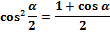 cos² α/2 = (1 + cos α)/2